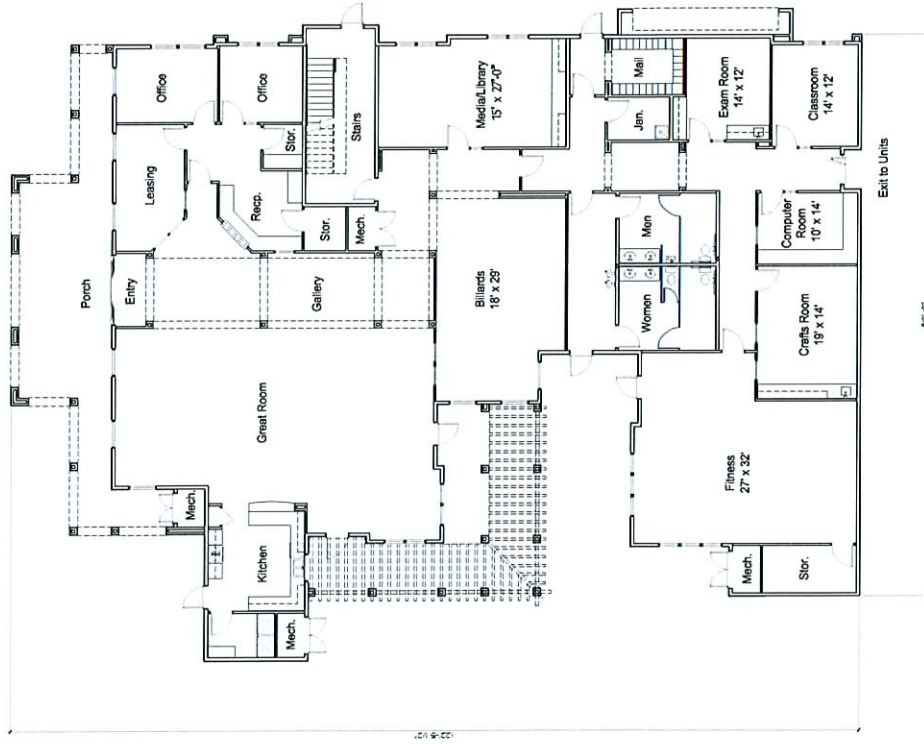 Porch
Office
Office
Leasing
Entry
Recp.
Stor.
Stor.
Stairs
Mech.
Gallery
Great Room
Mech.
Kitchen
Mech.
Media/Library
15' x 27'-0"
Billards
18' x 29'
Mail
Jan.
Men
Women
Exam Room
14' x 12'
Classroom
14' x 12'
Computer
Room
10' x 14'
Crafts Room
19' x 14'
Fitness
27' x 32'
Mech.
Stor.
Exit to Units